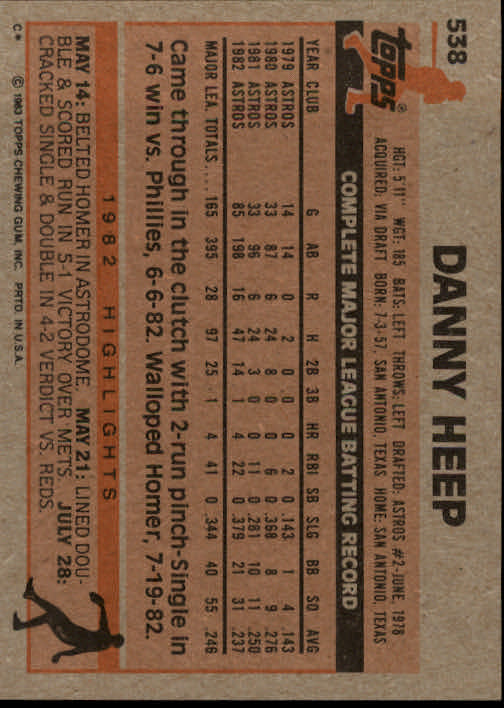 538
topps®
DANNY HEEP
HGT: 5'11" WGT: 185 BATS: LEFT THROWS: LEFT DRAFTED: ASTROS #2-JUNE, 1978
ACQUIRED: VIA DRAFT BORN: 7-3-57, SAN ANTONIO, TEXAS HOME: SAN ANTONIO, TEXAS
COMPLETE MAJOR LEAGUE BATTING RECORD
YEAR CLUB G AB R H 2B 3B HR RBI SB SLG BB SO AVG
1979 ASTROS 14 14 0 2 0 0 0 2 0 .143 1 4 .143
1980 ASTROS 33 87 6 24 8 0 0 6 0 .368 8 9 .276
1981 ASTROS 33 96 6 24 3 0 0 11 0 .281 10 11 .250
1982 ASTROS 85 198 16 47 14 1 4 22 0 .379 21 31 .237
MAJOR LEA. TOTALS.... 165 395 28 97 25 1 4 41 0 .344 40 55 .246
Came through in the clutch with 2-run pinch-Single in
7-6 win vs. Phillies, 6-6-82. Walloped Homer, 7-19-82.
1982 HIGHLIGHTS
MAY 14: BELTED HOMER IN ASTRODOME. MAY 21: LINED DOU-
BLE & SCORED RUN IN 5-1 VICTORY OVER METS. JULY 28:
CRACKED SINGLE & DOUBLE IN 4-2 VERDICT VS. REDS.
C* © 1983 TOPPS CHEWING GUM, INC. PRTD. IN U.S.A.